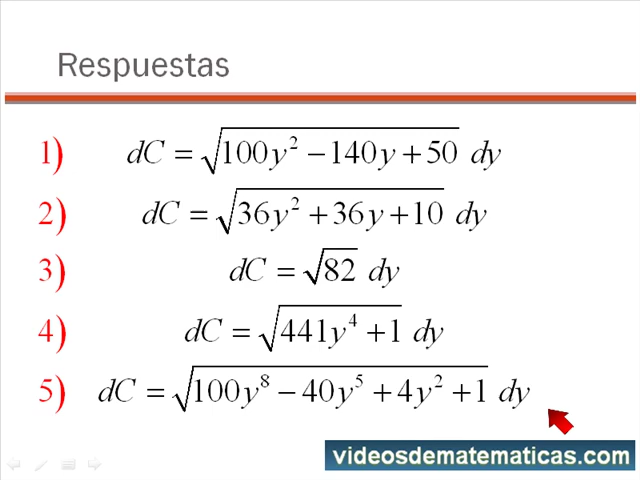 Respuestas
1) dC = √(100y² − 140y + 50) dy
2) dC = √(36y² + 36y + 10) dy
3) dC = √82 dy
4) dC = √(441y⁴ + 1) dy
5) dC = √(100y⁸ − 40y⁵ + 4y² + 1) dy
videosdematematicas.com